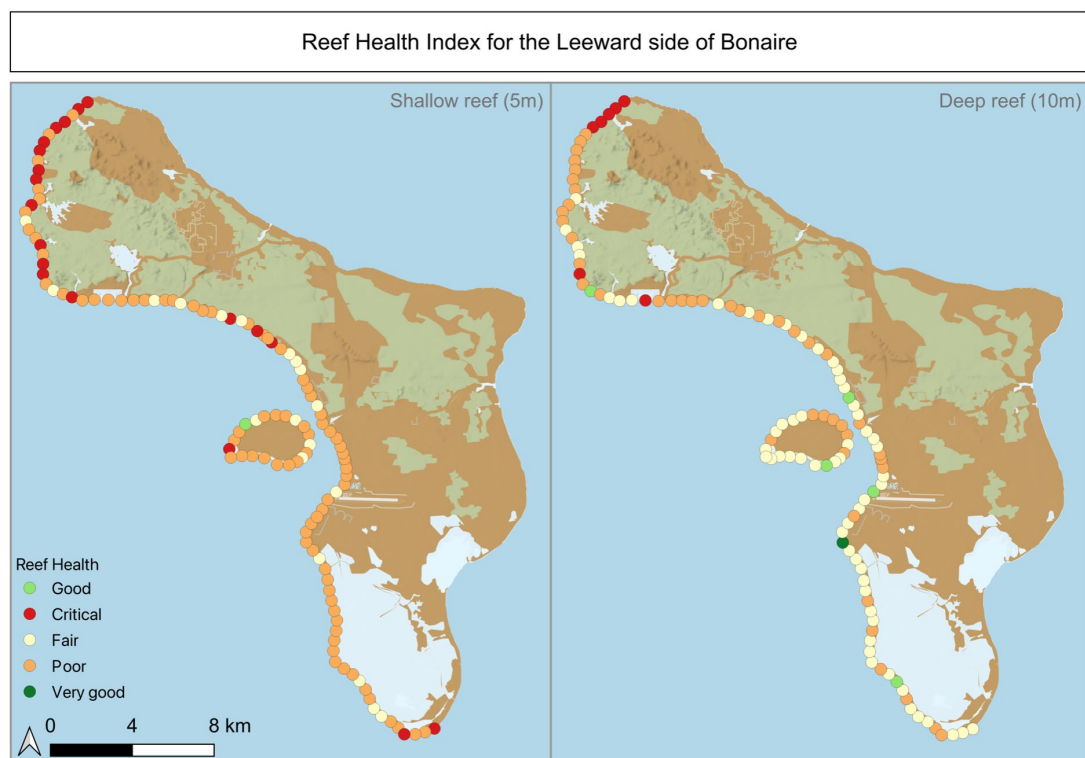 Reef Health Index for the Leeward side of Bonaire
Shallow reef (5m)
Deep reef (10m)
Reef Health
Good
Critical
Fair
Poor
Very good
0 4 8 km